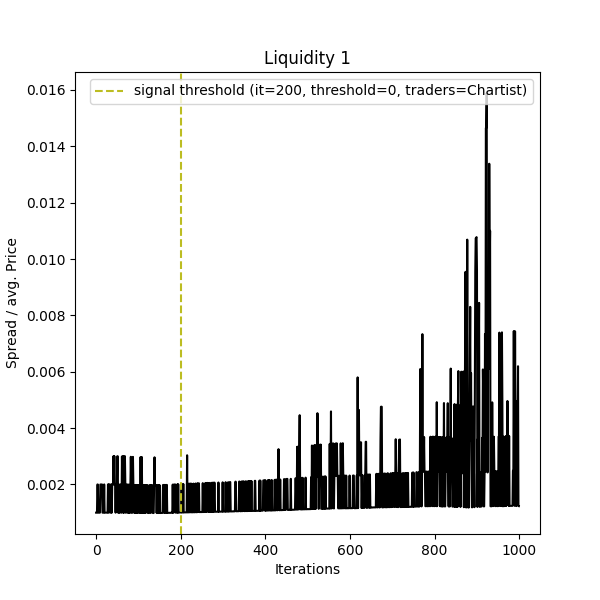 Liquidity 1
signal threshold (it=200, threshold=0, traders=Chartist)
0.016
0.014
0.012
0.010
0.008
0.006
0.004
0.002
Spread / avg. Price
0 200 400 600 800 1000
Iterations